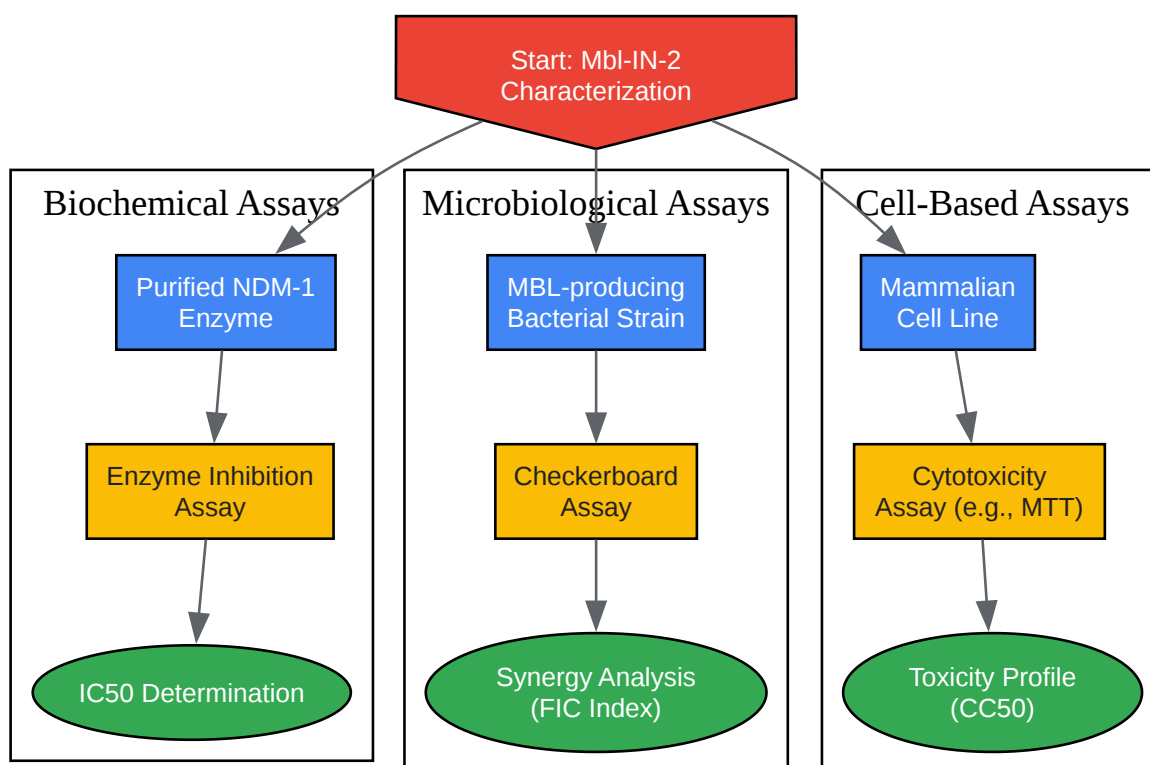 Start: Mbl-IN-2
Characterization
Biochemical Assays
Purified NDM-1
Enzyme
Enzyme Inhibition
Assay
IC50 Determination
Microbiological Assays
MBL-producing
Bacterial Strain
Checkerboard
Assay
Synergy Analysis
(FIC Index)
Cell-Based Assays
Mammalian
Cell Line
Cytotoxicity
Assay (e.g., MTT)
Toxicity Profile
(CC50)